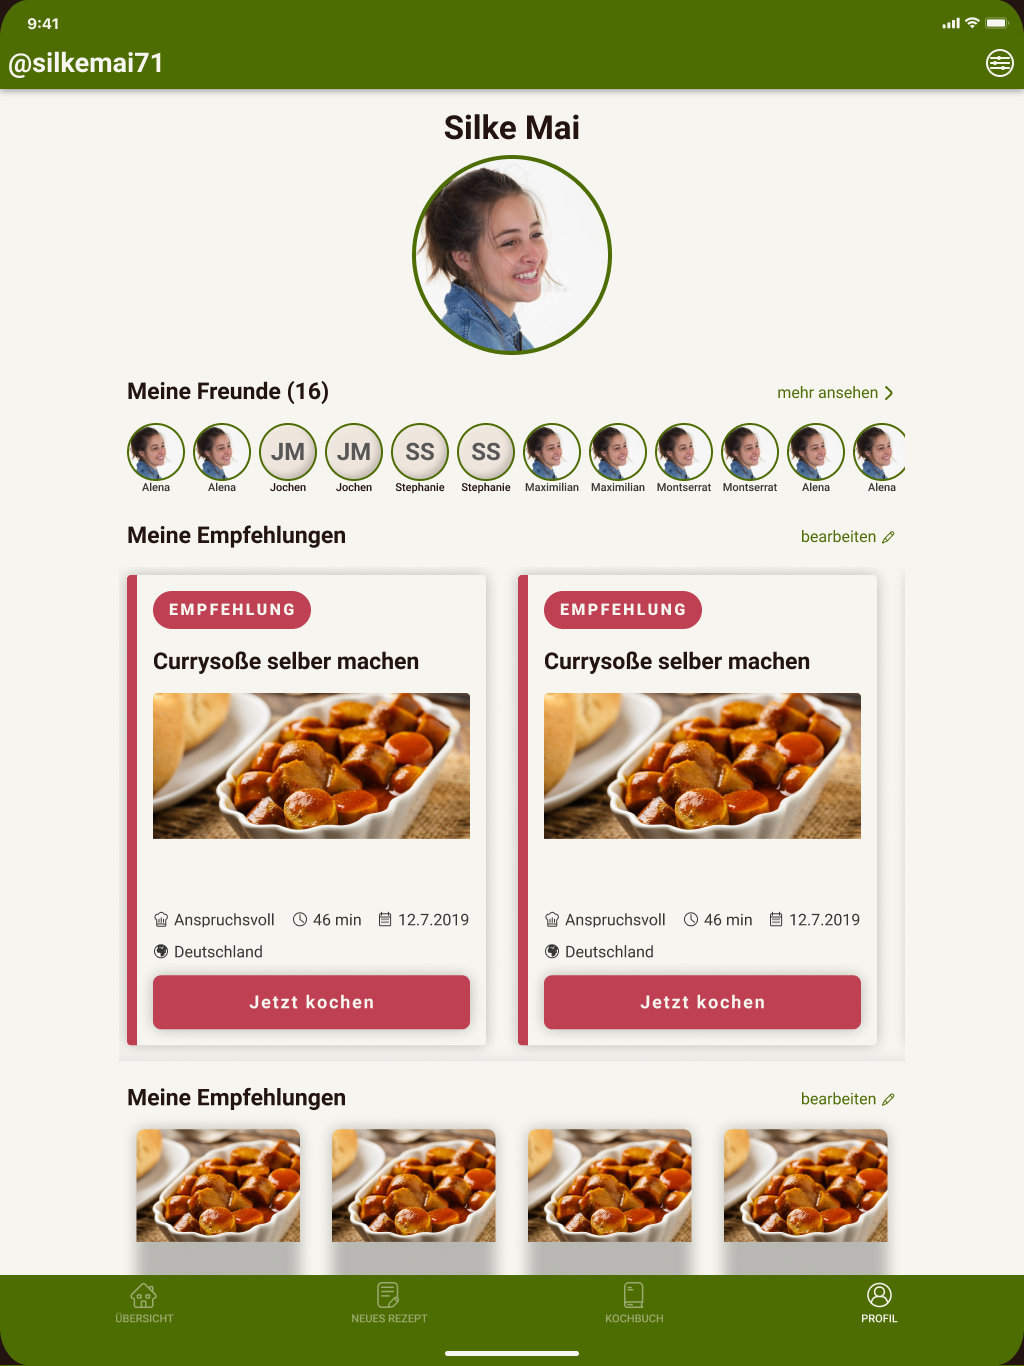 9:41
@silkemai71
Silke Mai
Meine Freunde (16)
mehr ansehen
JM JM SS SS
Alena Alena Jochen Jochen Stephanie Stephanie Maximilian Maximilian Montserrat Montserrat Alena Alena
Meine Empfehlungen
bearbeiten
EMPFEHLUNG
Currysoße selber machen
Anspruchsvoll 46 min 12.7.2019
Deutschland
Jetzt kochen
EMPFEHLUNG
Currysoße selber machen
Anspruchsvoll 46 min 12.7.2019
Deutschland
Jetzt kochen
Meine Empfehlungen
bearbeiten
ÜBERSICHT NEUES REZEPT KOCHBUCH PROFIL